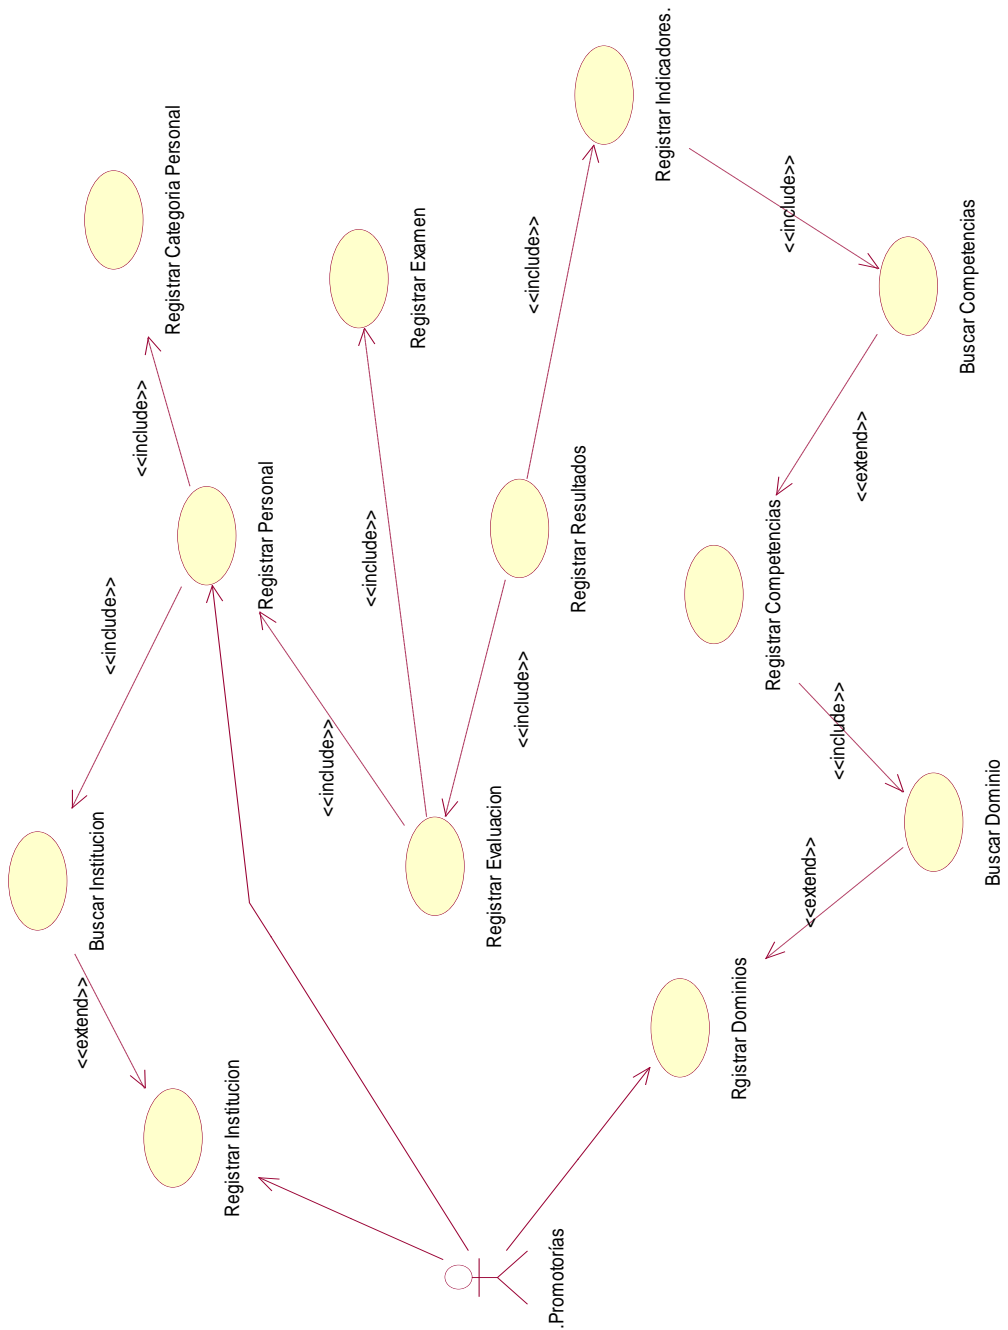 Registrar Indicadores.
Registrar Categoria Personal
<<include>>
Buscar Competencias
Registrar Examen
<<include>>
<<include>>
<<extend>>
Registrar Personal
Registrar Resultados
Registrar Competencias
<<include>>
<<include>>
<<include>>
<<include>>
<<include>>
Buscar Dominio
Buscar Institucion
Registrar Evaluacion
<<extend>>
Rgistrar Dominios
<<extend>>
Registrar Institucion
.Promotorías